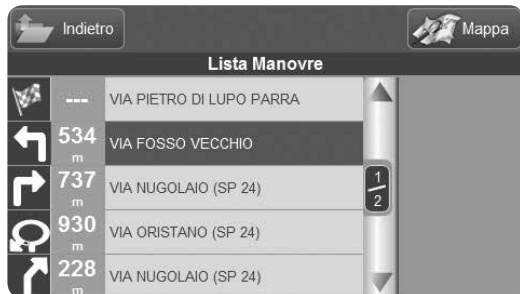 Indietro
Mappa
Lista Manovre
--- VIA PIETRO DI LUPO PARRA
534 m VIA FOSSO VECCHIO
737 m VIA NUGOLAIO (SP 24)
1/2
930 m VIA ORISTANO (SP 24)
228 m VIA NUGOLAIO (SP 24)